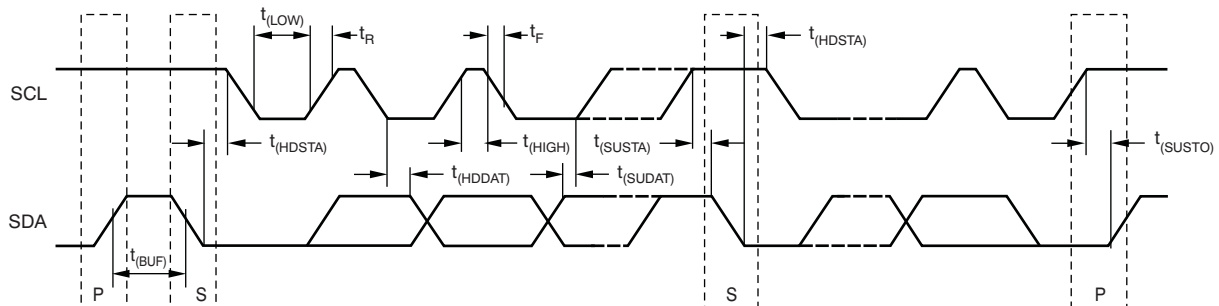 t(LOW)
tR
tF
t(HDSTA)
SCL
t(HDSTA)
t(HIGH)
t(SUSTA)
t(SUSTO)
t(HDDAT)
t(SUDAT)
SDA
t(BUF)
P
S
S
P